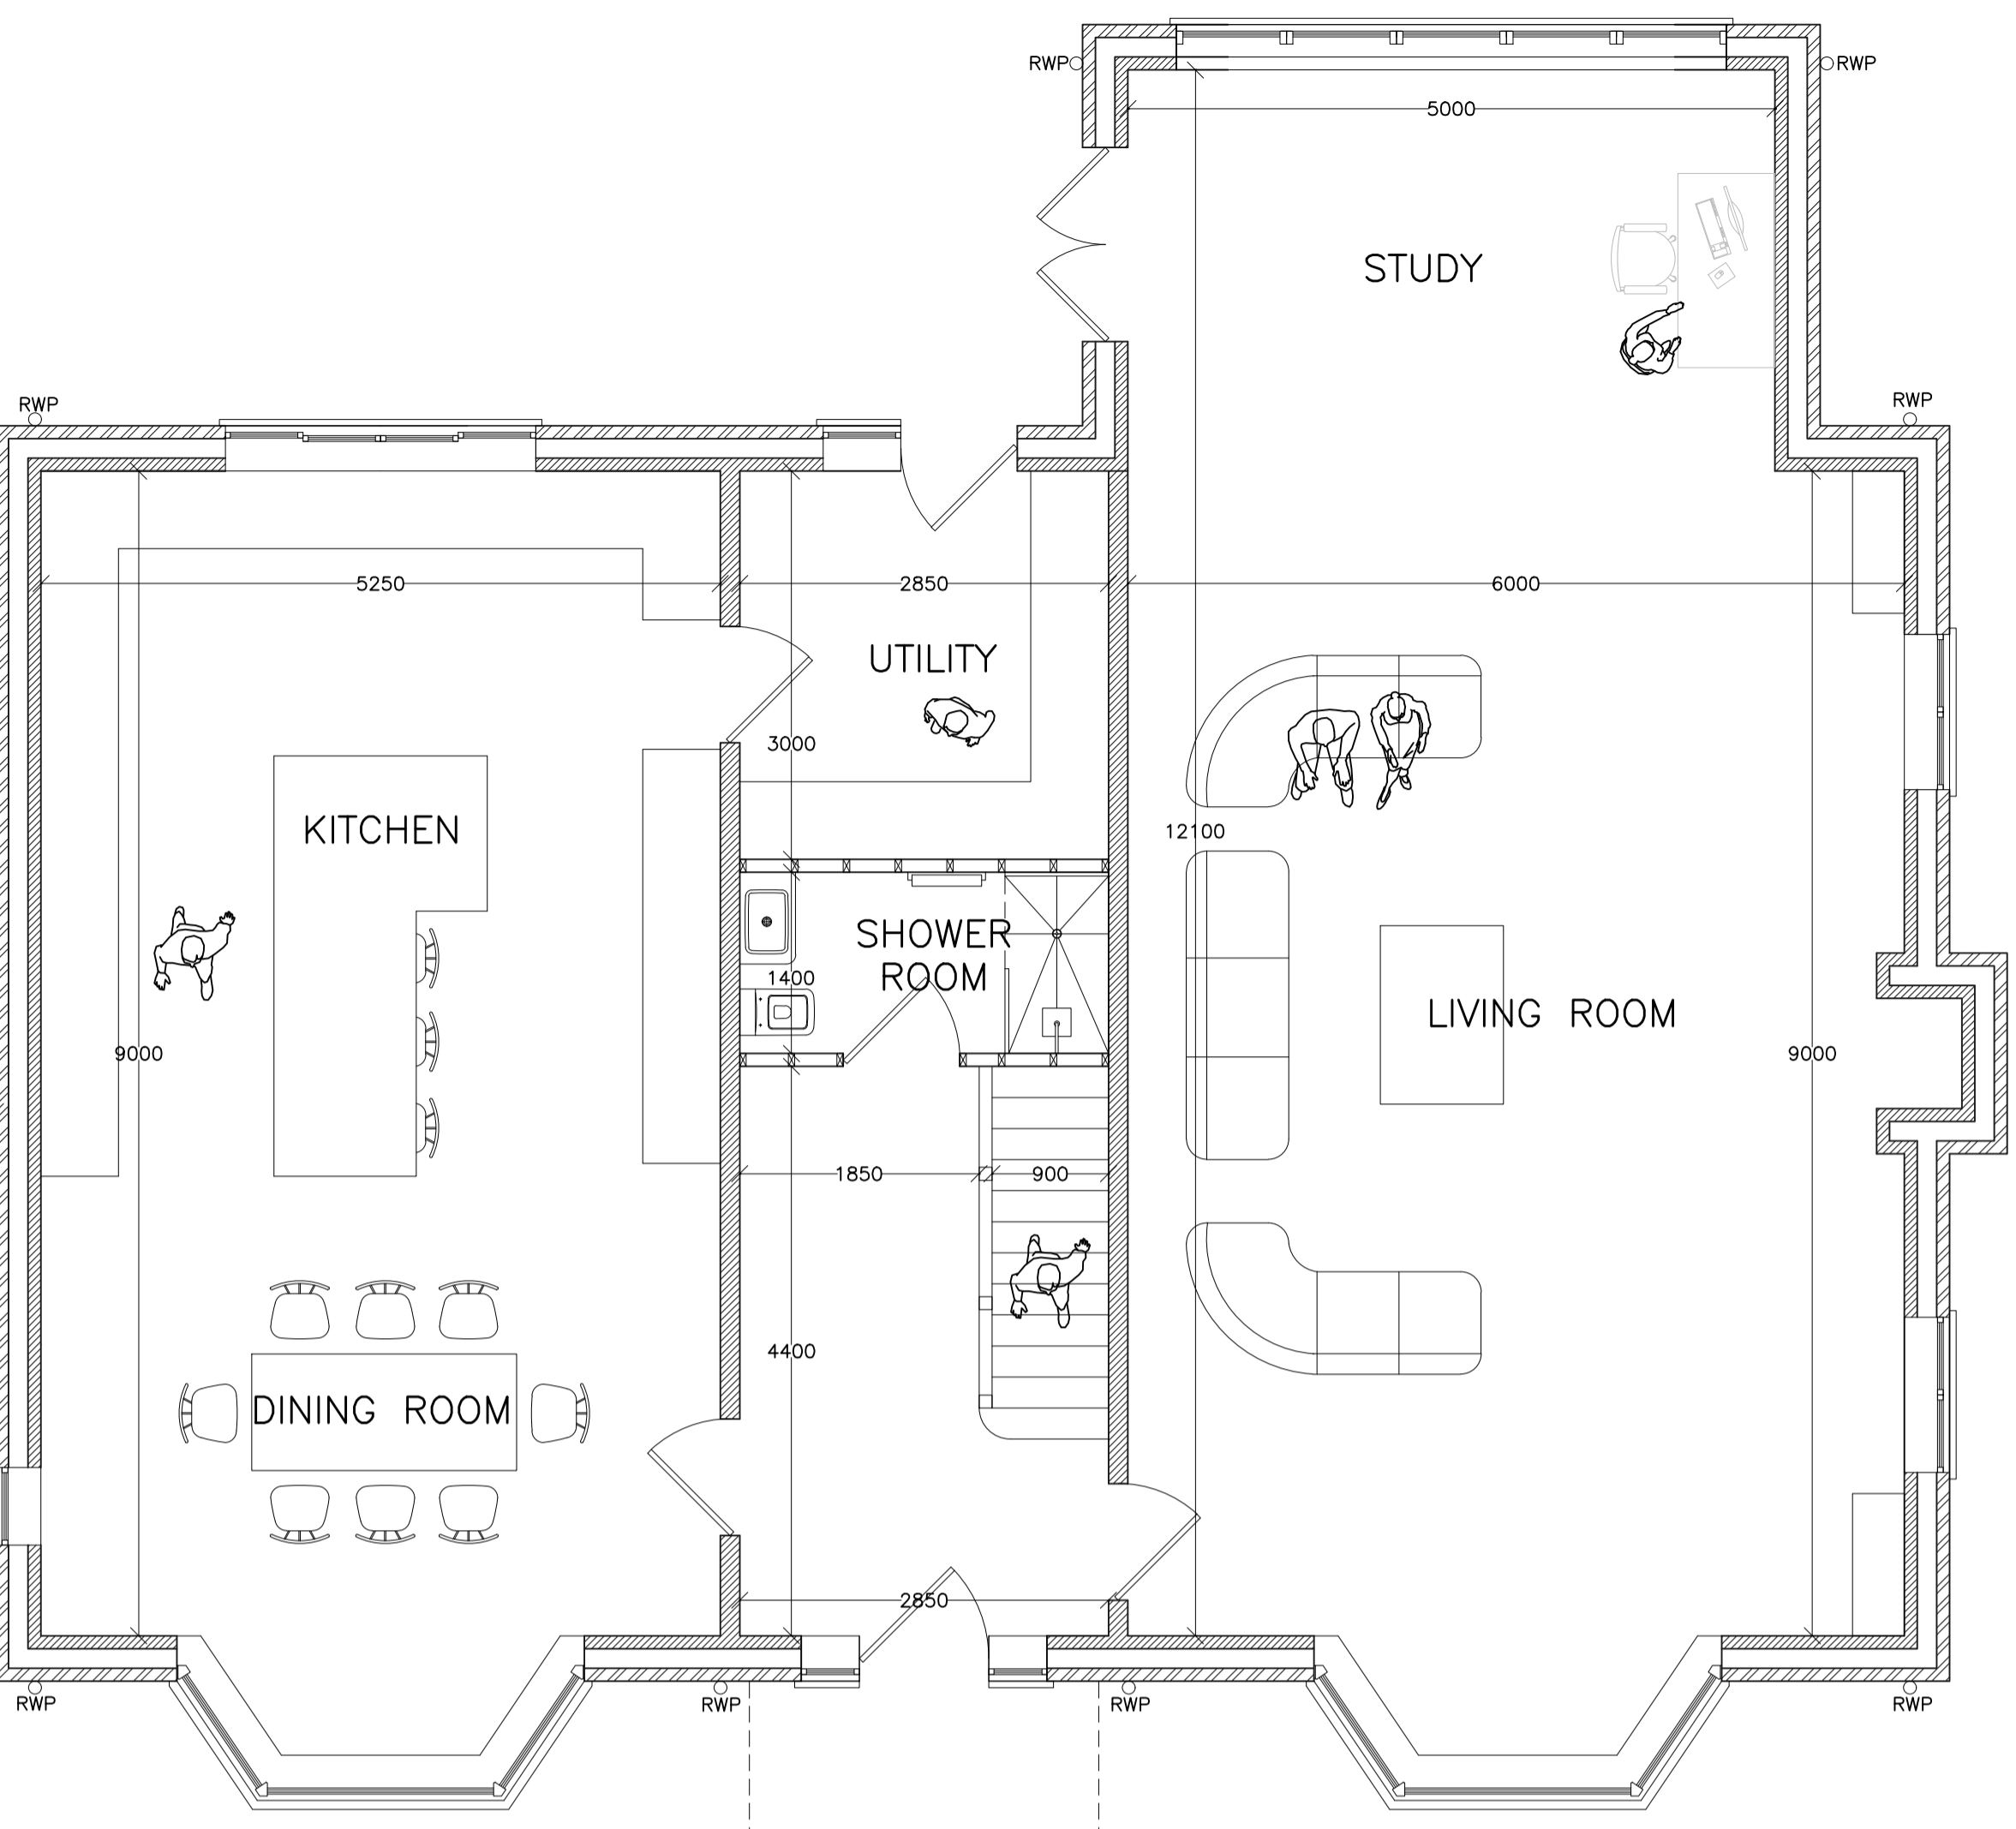 RWP
RWP
5000
STUDY
RWP
RWP
5250
2850
6000
UTILITY
3000
KITCHEN
12100
SHOWER
ROOM
1400
LIVING ROOM
9000
9000
1850
900
4400
DINING ROOM
2850
RWP
RWP
RWP
RWP